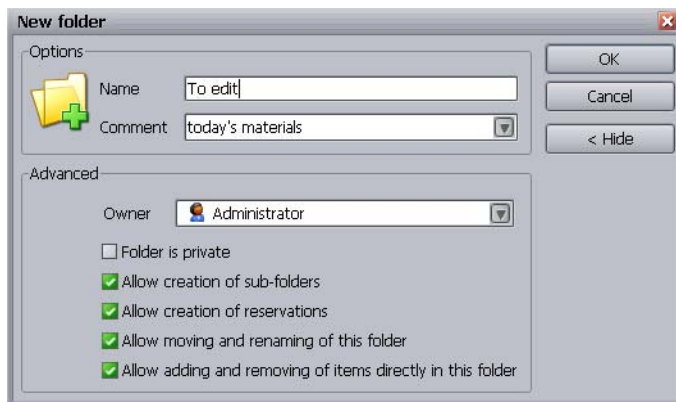 New folder
Options
Name To edit
Comment today's materials
OK
Cancel
< Hide
Advanced
Owner Administrator
Folder is private
Allow creation of sub-folders
Allow creation of reservations
Allow moving and renaming of this folder
Allow adding and removing of items directly in this folder